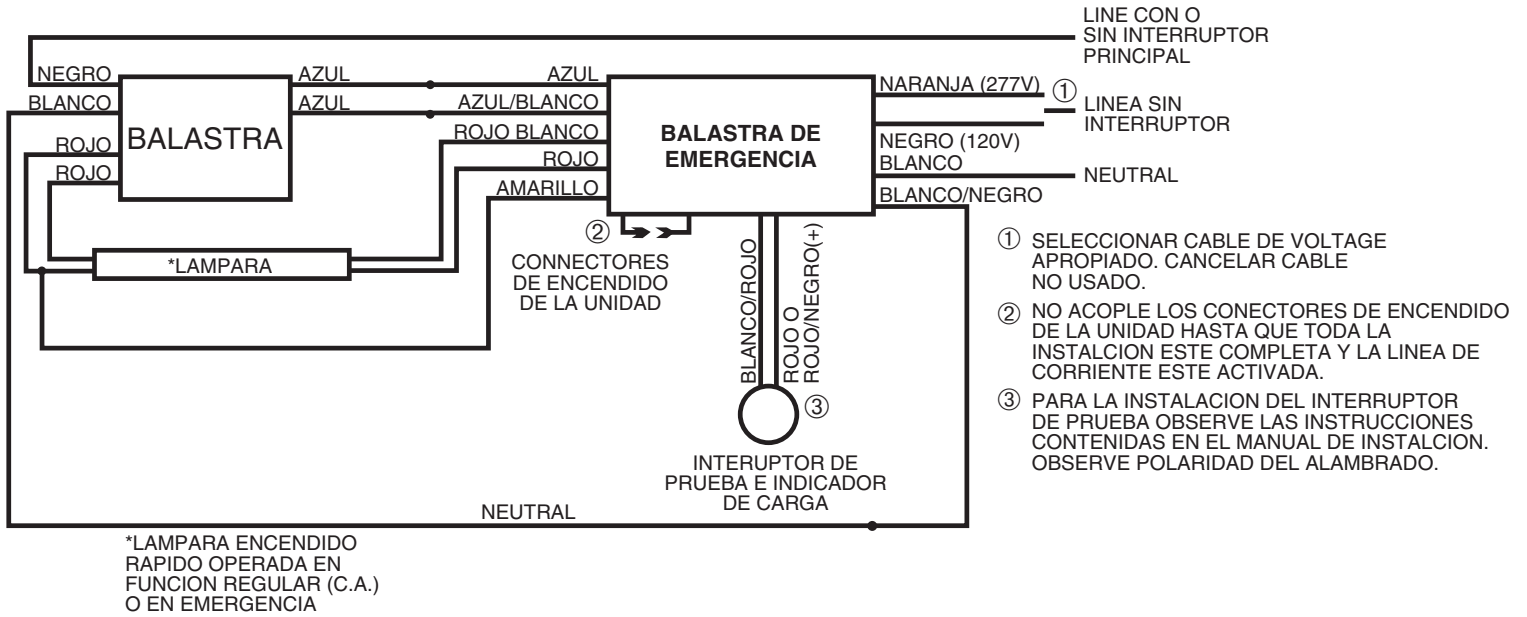 LINE CON O
SIN INTERRUPTOR
PRINCIPAL
NEGRO
BLANCO
ROJO
ROJO
BALASTRA
AZUL
AZUL
AZUL
AZUL/BLANCO
ROJO BLANCO
ROJO
AMARILLO
BALASTRA DE
EMERGENCIA
NARANJA (277V)
①
LINEA SIN
INTERRUPTOR
NEGRO (120V)
BLANCO
NEUTRAL
BLANCO/NEGRO
*LAMPARA
②
CONNECTORES
DE ENCENDIDO
DE LA UNIDAD
BLANCO/ROJO
ROJO O
ROJO/NEGRO(+)
③
INTERUPTOR DE
PRUEBA E INDICADOR
DE CARGA
NEUTRAL
*LAMPARA ENCENDIDO
RAPIDO OPERADA EN
FUNCION REGULAR (C.A.)
O EN EMERGENCIA
① SELECCIONAR CABLE DE VOLTAGE
APROPIADO. CANCELAR CABLE
NO USADO.
② NO ACOPLE LOS CONECTORES DE ENCENDIDO
DE LA UNIDAD HASTA QUE TODA LA
INSTALCION ESTE COMPLETA Y LA LINEA DE
CORRIENTE ESTE ACTIVADA.
③ PARA LA INSTALACION DEL INTERRUPTOR
DE PRUEBA OBSERVE LAS INSTRUCCIONES
CONTENIDAS EN EL MANUAL DE INSTALCION.
OBSERVE POLARIDAD DEL ALAMBRADO.